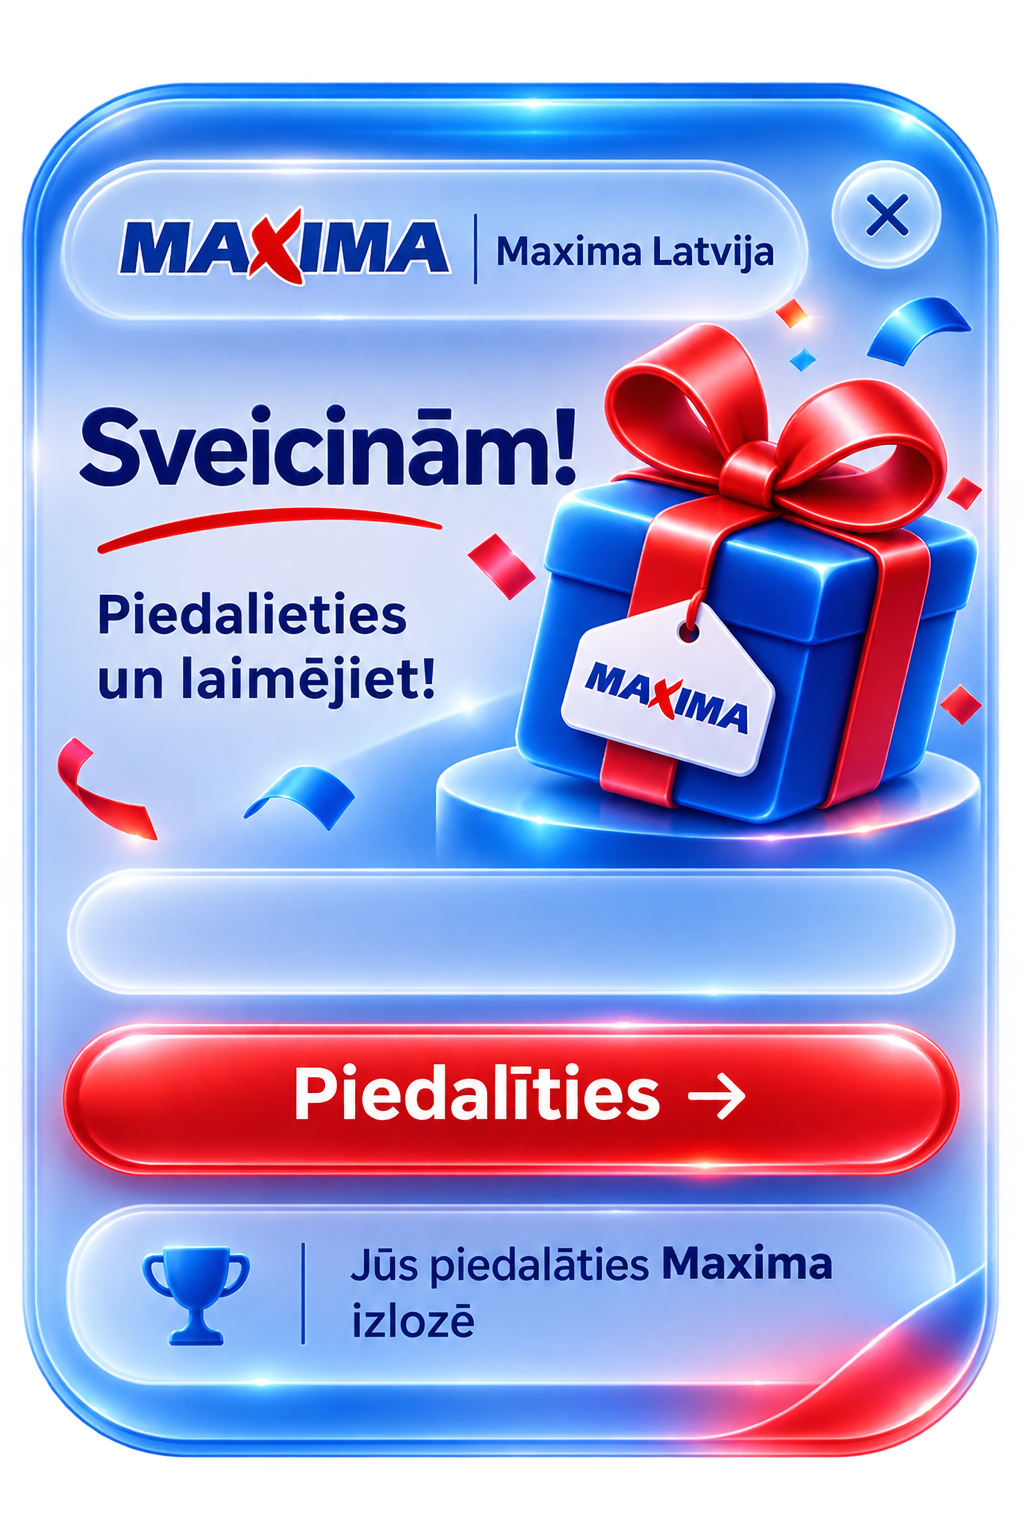 MAXIMA | Maxima Latvija
Sveicinām!
Piedalieties
un laimējiet!
MAXIMA
Piedalīties →
Jūs piedalāties Maxima
izlozē